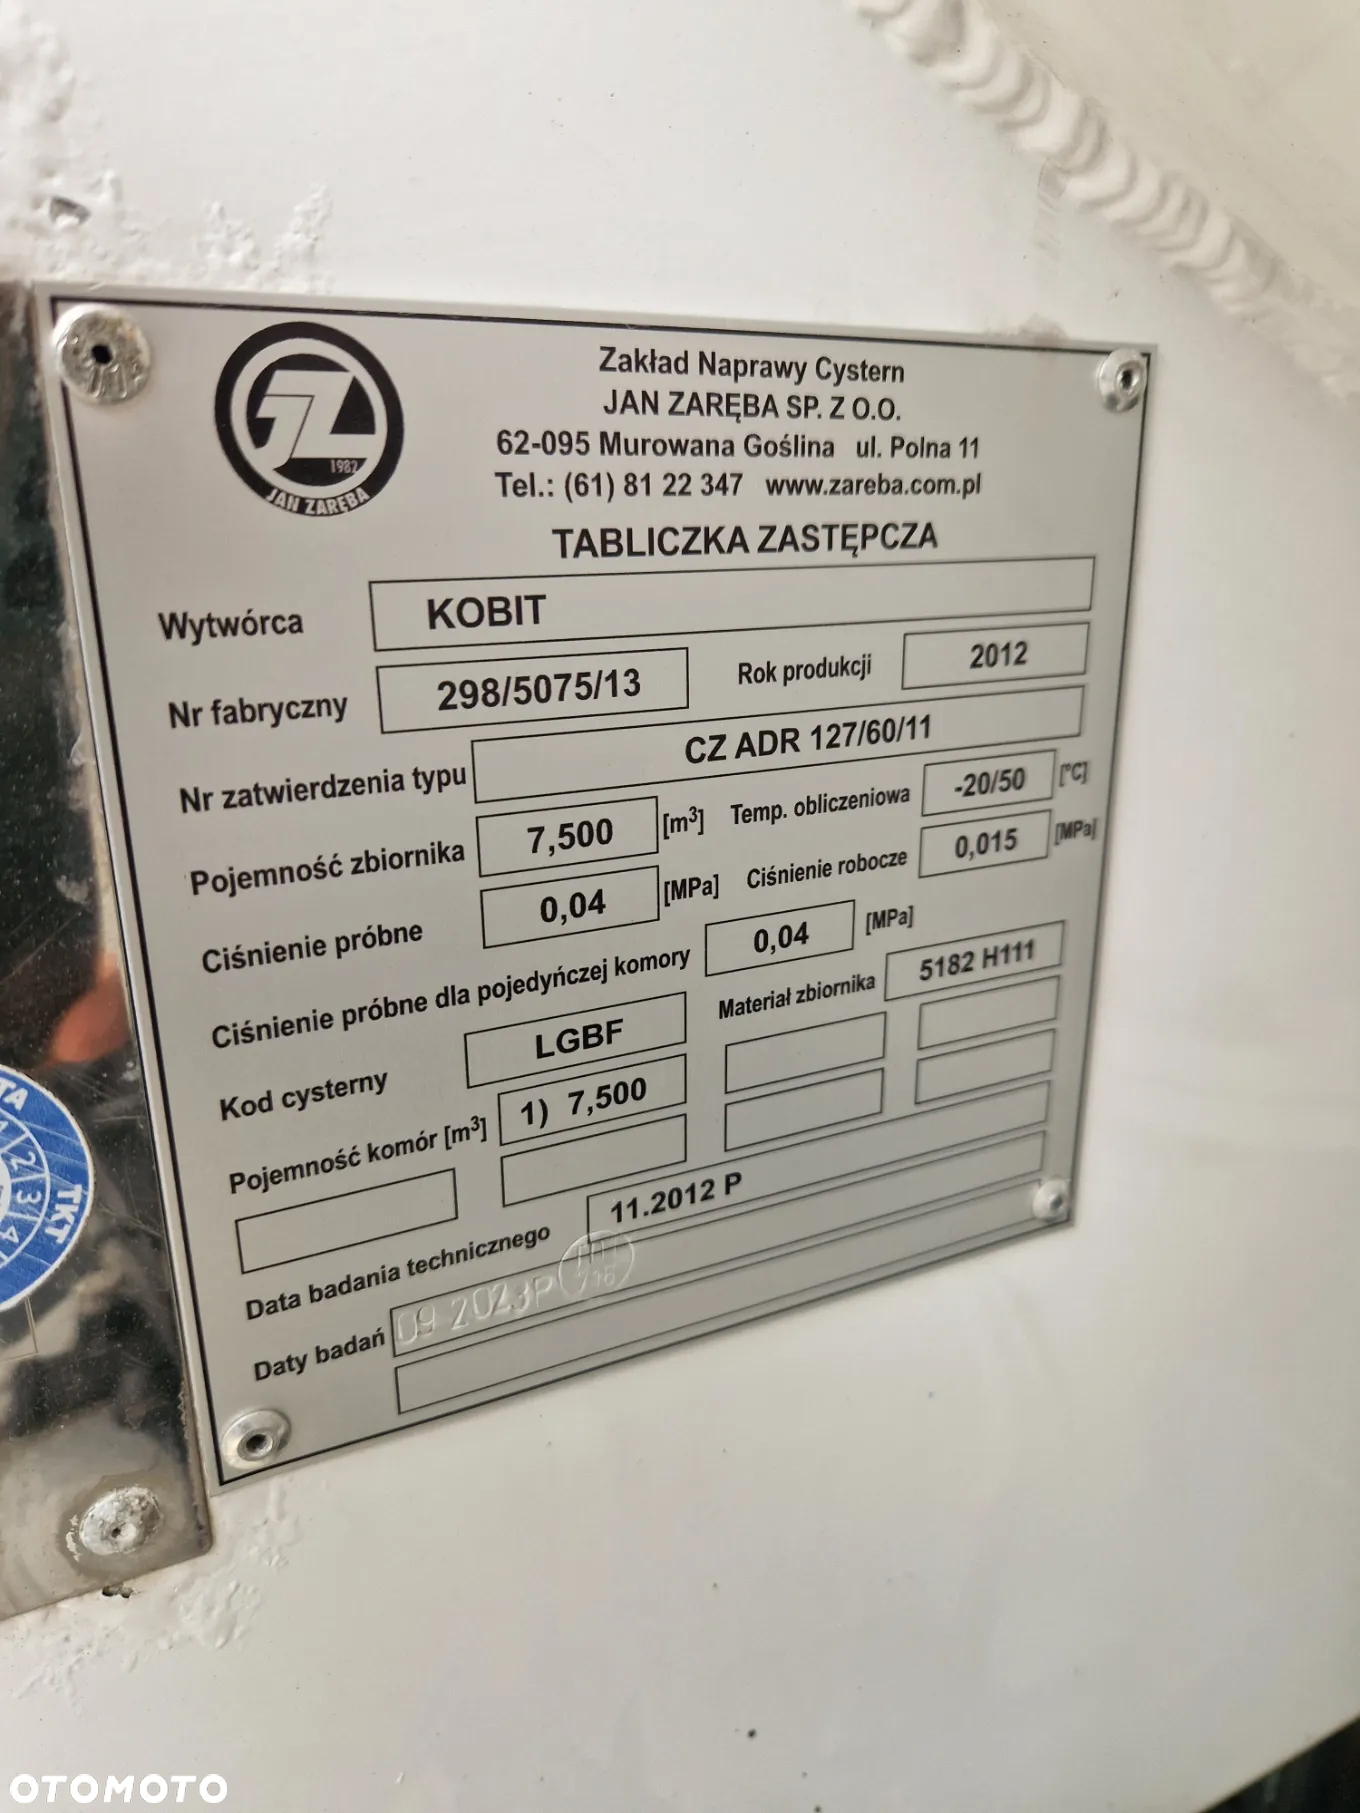 JZ
1982
JAN ZARĘBA
Zakład Naprawy Cystern
JAN ZARĘBA SP. Z O.O.
62-095 Murowana Goślina ul. Polna 11
Tel.: (61) 81 22 347 www.zareba.com.pl
TABLICZKA ZASTĘPCZA
Wytwórca KOBIT
Nr fabryczny 298/5075/13 Rok produkcji 2012
Nr zatwierdzenia typu CZ ADR 127/60/11
Pojemność zbiornika 7,500 [m³] Temp. obliczeniowa -20/50 [°C]
Ciśnienie próbne 0,04 [MPa] Ciśnienie robocze 0,015 [MPa]
Ciśnienie próbne dla pojedyńczej komory 0,04 [MPa]
Kod cysterny LGBF Materiał zbiornika 5182 H111
Pojemność komór [m³] 1) 7,500
Data badania technicznego 11.2012 P
Daty badań 09 2023P
TKT
2
3
4
OTOMOTO